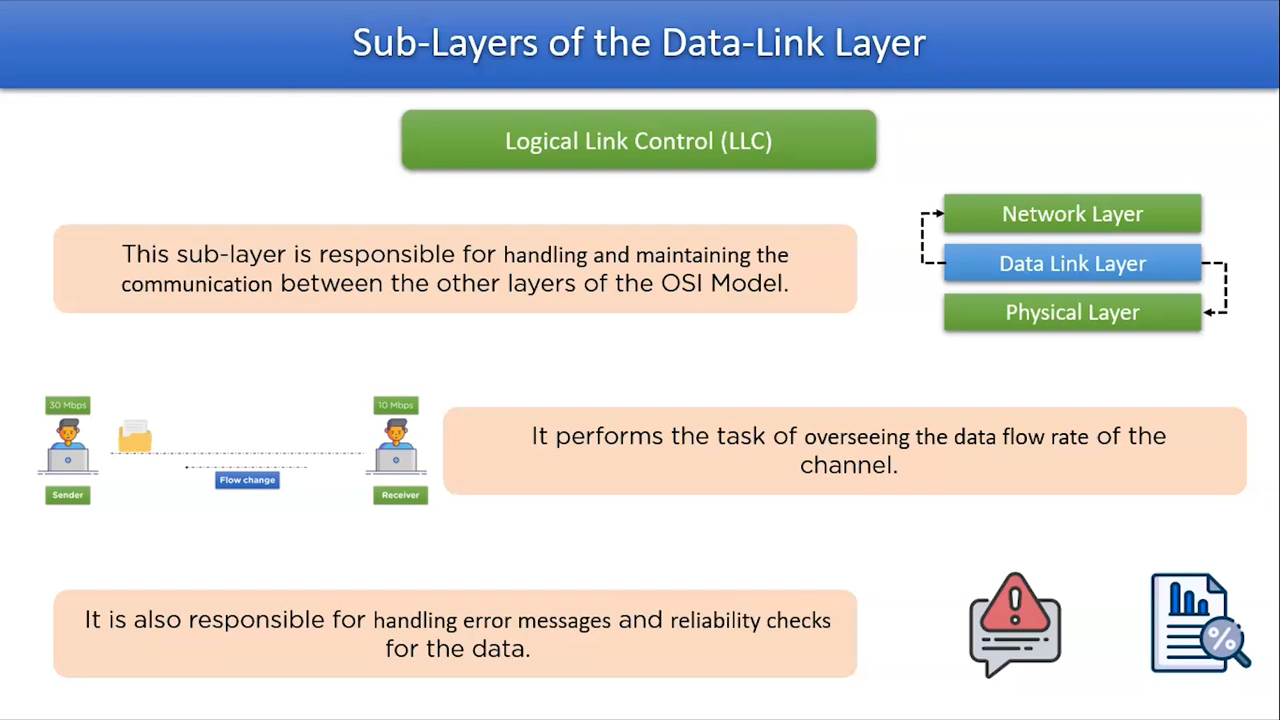 Sub-Layers of the Data-Link Layer
Logical Link Control (LLC)
This sub-layer is responsible for handling and maintaining the
communication between the other layers of the OSI Model.
Network Layer
Data Link Layer
Physical Layer
30 Mbps
10 Mbps
Flow change
Sender
Receiver
It performs the task of overseeing the data flow rate of the
channel.
It is also responsible for handling error messages and reliability checks
for the data.